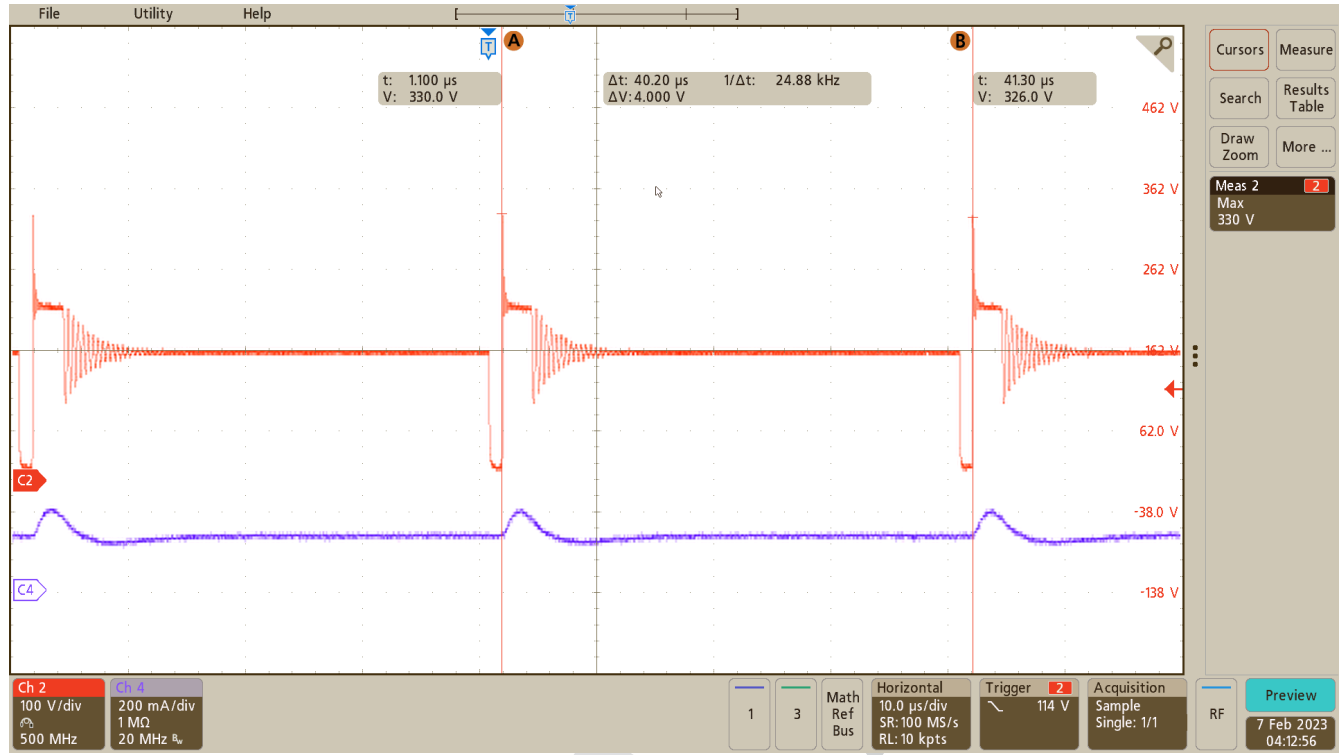 File Utility Help
T
A
B
t: 1.100 µs
V: 330.0 V
Δt: 40.20 µs 1/Δt: 24.88 kHz
ΔV: 4.000 V
t: 41.30 µs
V: 326.0 V
462 V
362 V
262 V
162 V
62.0 V
-38.0 V
-138 V
C2
C4
Cursors
Measure
Search
Results
Table
Draw
Zoom
More ...
Meas 2 2
Max
330 V
Ch 2
100 V/div
500 MHz
Ch 4
200 mA/div
1 MΩ
20 MHz Bw
1
3
Math
Ref
Bus
Horizontal
10.0 µs/div
SR: 100 MS/s
RL: 10 kpts
Trigger 2
114 V
Acquisition
Sample
Single: 1/1
RF
Preview
7 Feb 2023
04:12:56